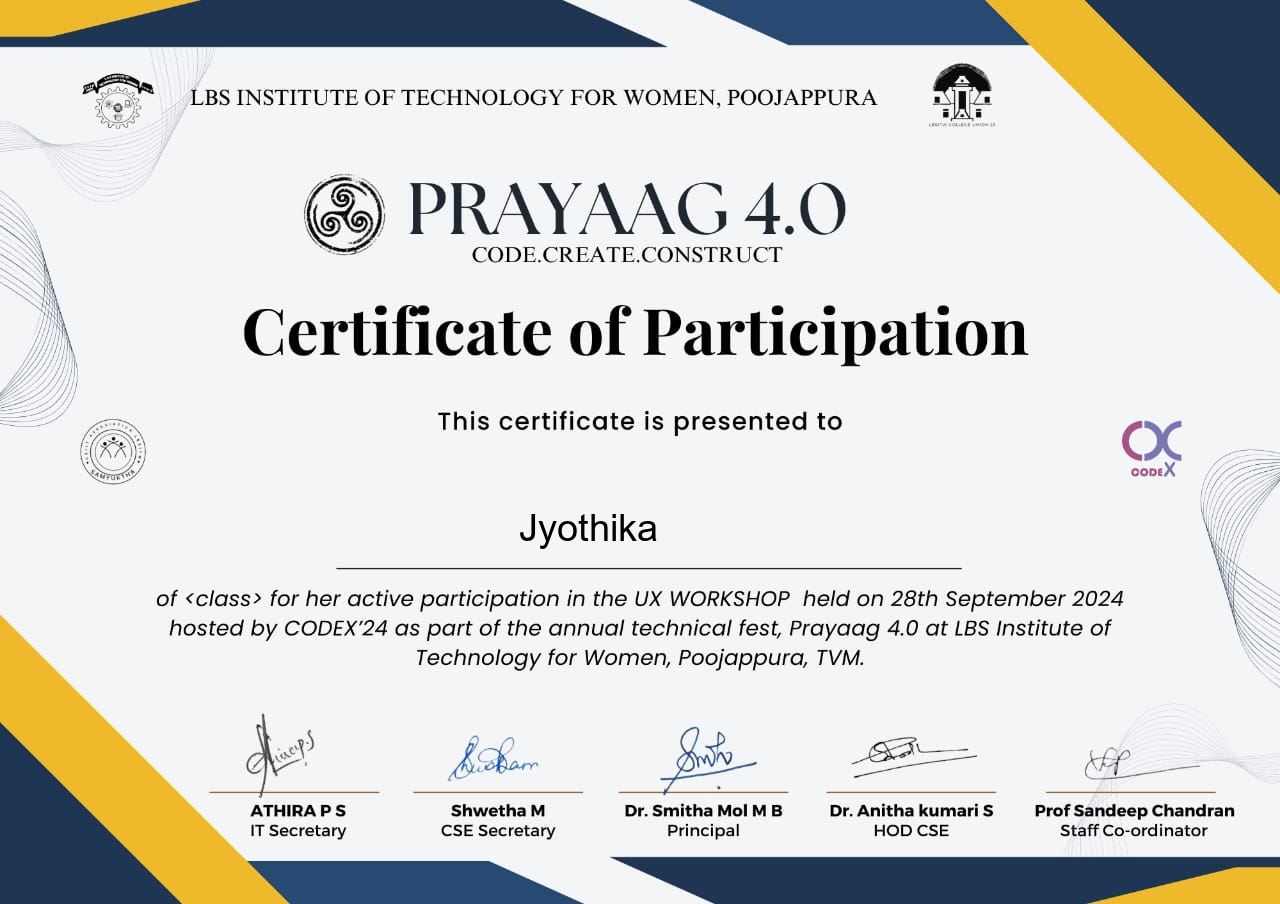 LBS INSTITUTE OF TECHNOLOGY FOR WOMEN, POOJAPPURA
LBSITW COLLEGE UNION 23
PRAYAAG 4.0
CODE.CREATE.CONSTRUCT
Certificate of Participation
This certificate is presented to
SAMYUKTHA
CODEX
Jyothika
of <class> for her active participation in the UX WORKSHOP held on 28th September 2024
hosted by CODEX’24 as part of the annual technical fest, Prayaag 4.0 at LBS Institute of
Technology for Women, Poojappura, TVM.
ATHIRA P S
IT Secretary
Shwetha M
CSE Secretary
Dr. Smitha Mol M B
Principal
Dr. Anitha kumari S
HOD CSE
Prof Sandeep Chandran
Staff Co-ordinator